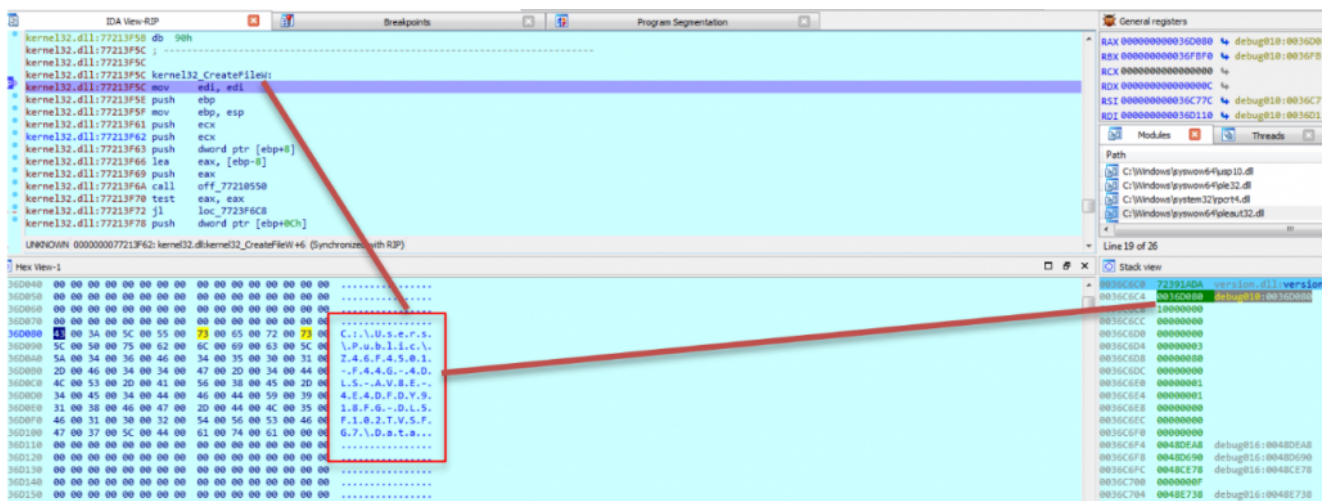 IDA View-RIP
Breakpoints
Program Segmentation
kernel32.dll:77213F5B db 90h
kernel32.dll:77213F5C ; ---------------------------------------------------------------------------
kernel32.dll:77213F5C
kernel32.dll:77213F5C kernel32_CreateFileW:
kernel32.dll:77213F5C mov edi, edi
kernel32.dll:77213F5E push ebp
kernel32.dll:77213F5F mov ebp, esp
kernel32.dll:77213F61 push ecx
kernel32.dll:77213F62 push ecx
kernel32.dll:77213F63 push dword ptr [ebp+8]
kernel32.dll:77213F66 lea eax, [ebp-8]
kernel32.dll:77213F69 push eax
kernel32.dll:77213F6A call off_77210550
kernel32.dll:77213F70 test eax, eax
kernel32.dll:77213F72 jl loc_7723F6C8
kernel32.dll:77213F78 push dword ptr [ebp+0Ch]
UNKNOWN 0000000077213F62: kernel32.dll:kernel32_CreateFileW+6 (Synchronized with RIP)
General registers
RAX 000000000036D080 debug010:0036D0
RBX 000000000036FBF0 debug010:0036FB
RCX 0000000000000000
RDX 000000000000000C
RSI 000000000036C77C debug010:0036C7
RDI 000000000036D110 debug010:0036D1
Modules
Threads
Path
C:\Windows\syswow64\usp10.dll
C:\Windows\syswow64\ole32.dll
C:\Windows\system32\rpcrt4.dll
C:\Windows\syswow64\oleaut32.dll
Line 19 of 26
Hex View-1
36D040 00 00 00 00 00 00 00 00 00 00 00 00 00 00 00 00 ................
36D050 00 00 00 00 00 00 00 00 00 00 00 00 00 00 00 00 ................
36D060 00 00 00 00 00 00 00 00 00 00 00 00 00 00 00 00 ................
36D070 00 00 00 00 00 00 00 00 00 00 00 00 00 00 00 00 ................
36D080 43 00 3A 00 5C 00 55 00 73 00 65 00 72 00 73 00 C.:.\.U.s.e.r.s.
36D090 5C 00 50 00 75 00 62 00 6C 00 69 00 63 00 5C 00 \.P.u.b.l.i.c.\.
36D0A0 5A 00 34 00 36 00 46 00 34 00 35 00 30 00 31 00 Z.4.6.F.4.5.0.1.
36D0B0 2D 00 46 00 34 00 34 00 47 00 2D 00 34 00 44 00 -.F.4.4.G.-.4.D.
36D0C0 4C 00 53 00 2D 00 41 00 56 00 38 00 45 00 2D 00 L.S.-.A.V.8.E.-.
36D0D0 34 00 45 00 34 00 44 00 46 00 44 00 59 00 39 00 4.E.4.D.F.D.Y.9.
36D0E0 31 00 38 00 46 00 47 00 2D 00 44 00 4C 00 35 00 1.8.F.G.-.D.L.5.
36D0F0 46 00 31 00 30 00 32 00 54 00 56 00 53 00 46 00 F.1.0.2.T.V.S.F.
36D100 47 00 37 00 5C 00 44 00 61 00 74 00 61 00 00 00 G.7.\.D.a.t.a...
36D110 00 00 00 00 00 00 00 00 00 00 00 00 00 00 00 00 ................
36D120 00 00 00 00 00 00 00 00 00 00 00 00 00 00 00 00 ................
36D130 00 00 00 00 00 00 00 00 00 00 00 00 00 00 00 00 ................
36D140 00 00 00 00 00 00 00 00 00 00 00 00 00 00 00 00 ................
36D150 00 00 00 00 00 00 00 00 00 00 00 00 00 00 00 00 ................
Stack view
0036C6C0 72391ADA version.dll:version
0036C6C4 0036D080 debug010:0036D080
0036C6C8 10000000
0036C6CC 00000000
0036C6D0 00000000
0036C6D4 00000003
0036C6D8 00000080
0036C6DC 00000000
0036C6E0 00000001
0036C6E4 00000001
0036C6E8 00000000
0036C6EC 00000000
0036C6F0 00000000
0036C6F4 0048DEA8 debug016:0048DEA8
0036C6F8 0048D690 debug016:0048D690
0036C6FC 0048CE78 debug016:0048CE78
0036C700 0000000F
0036C704 0048E738 debug016:0048E738